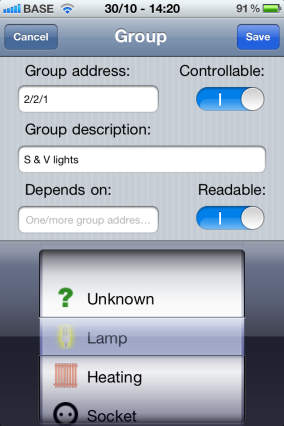 BASE 30/10 - 14:20 91 %
Cancel Group Save
Group address: Controllable:
2/2/1
Group description:
S & V lights
Depends on: Readable:
One/more group addres...
? Unknown
Lamp
Heating
Socket